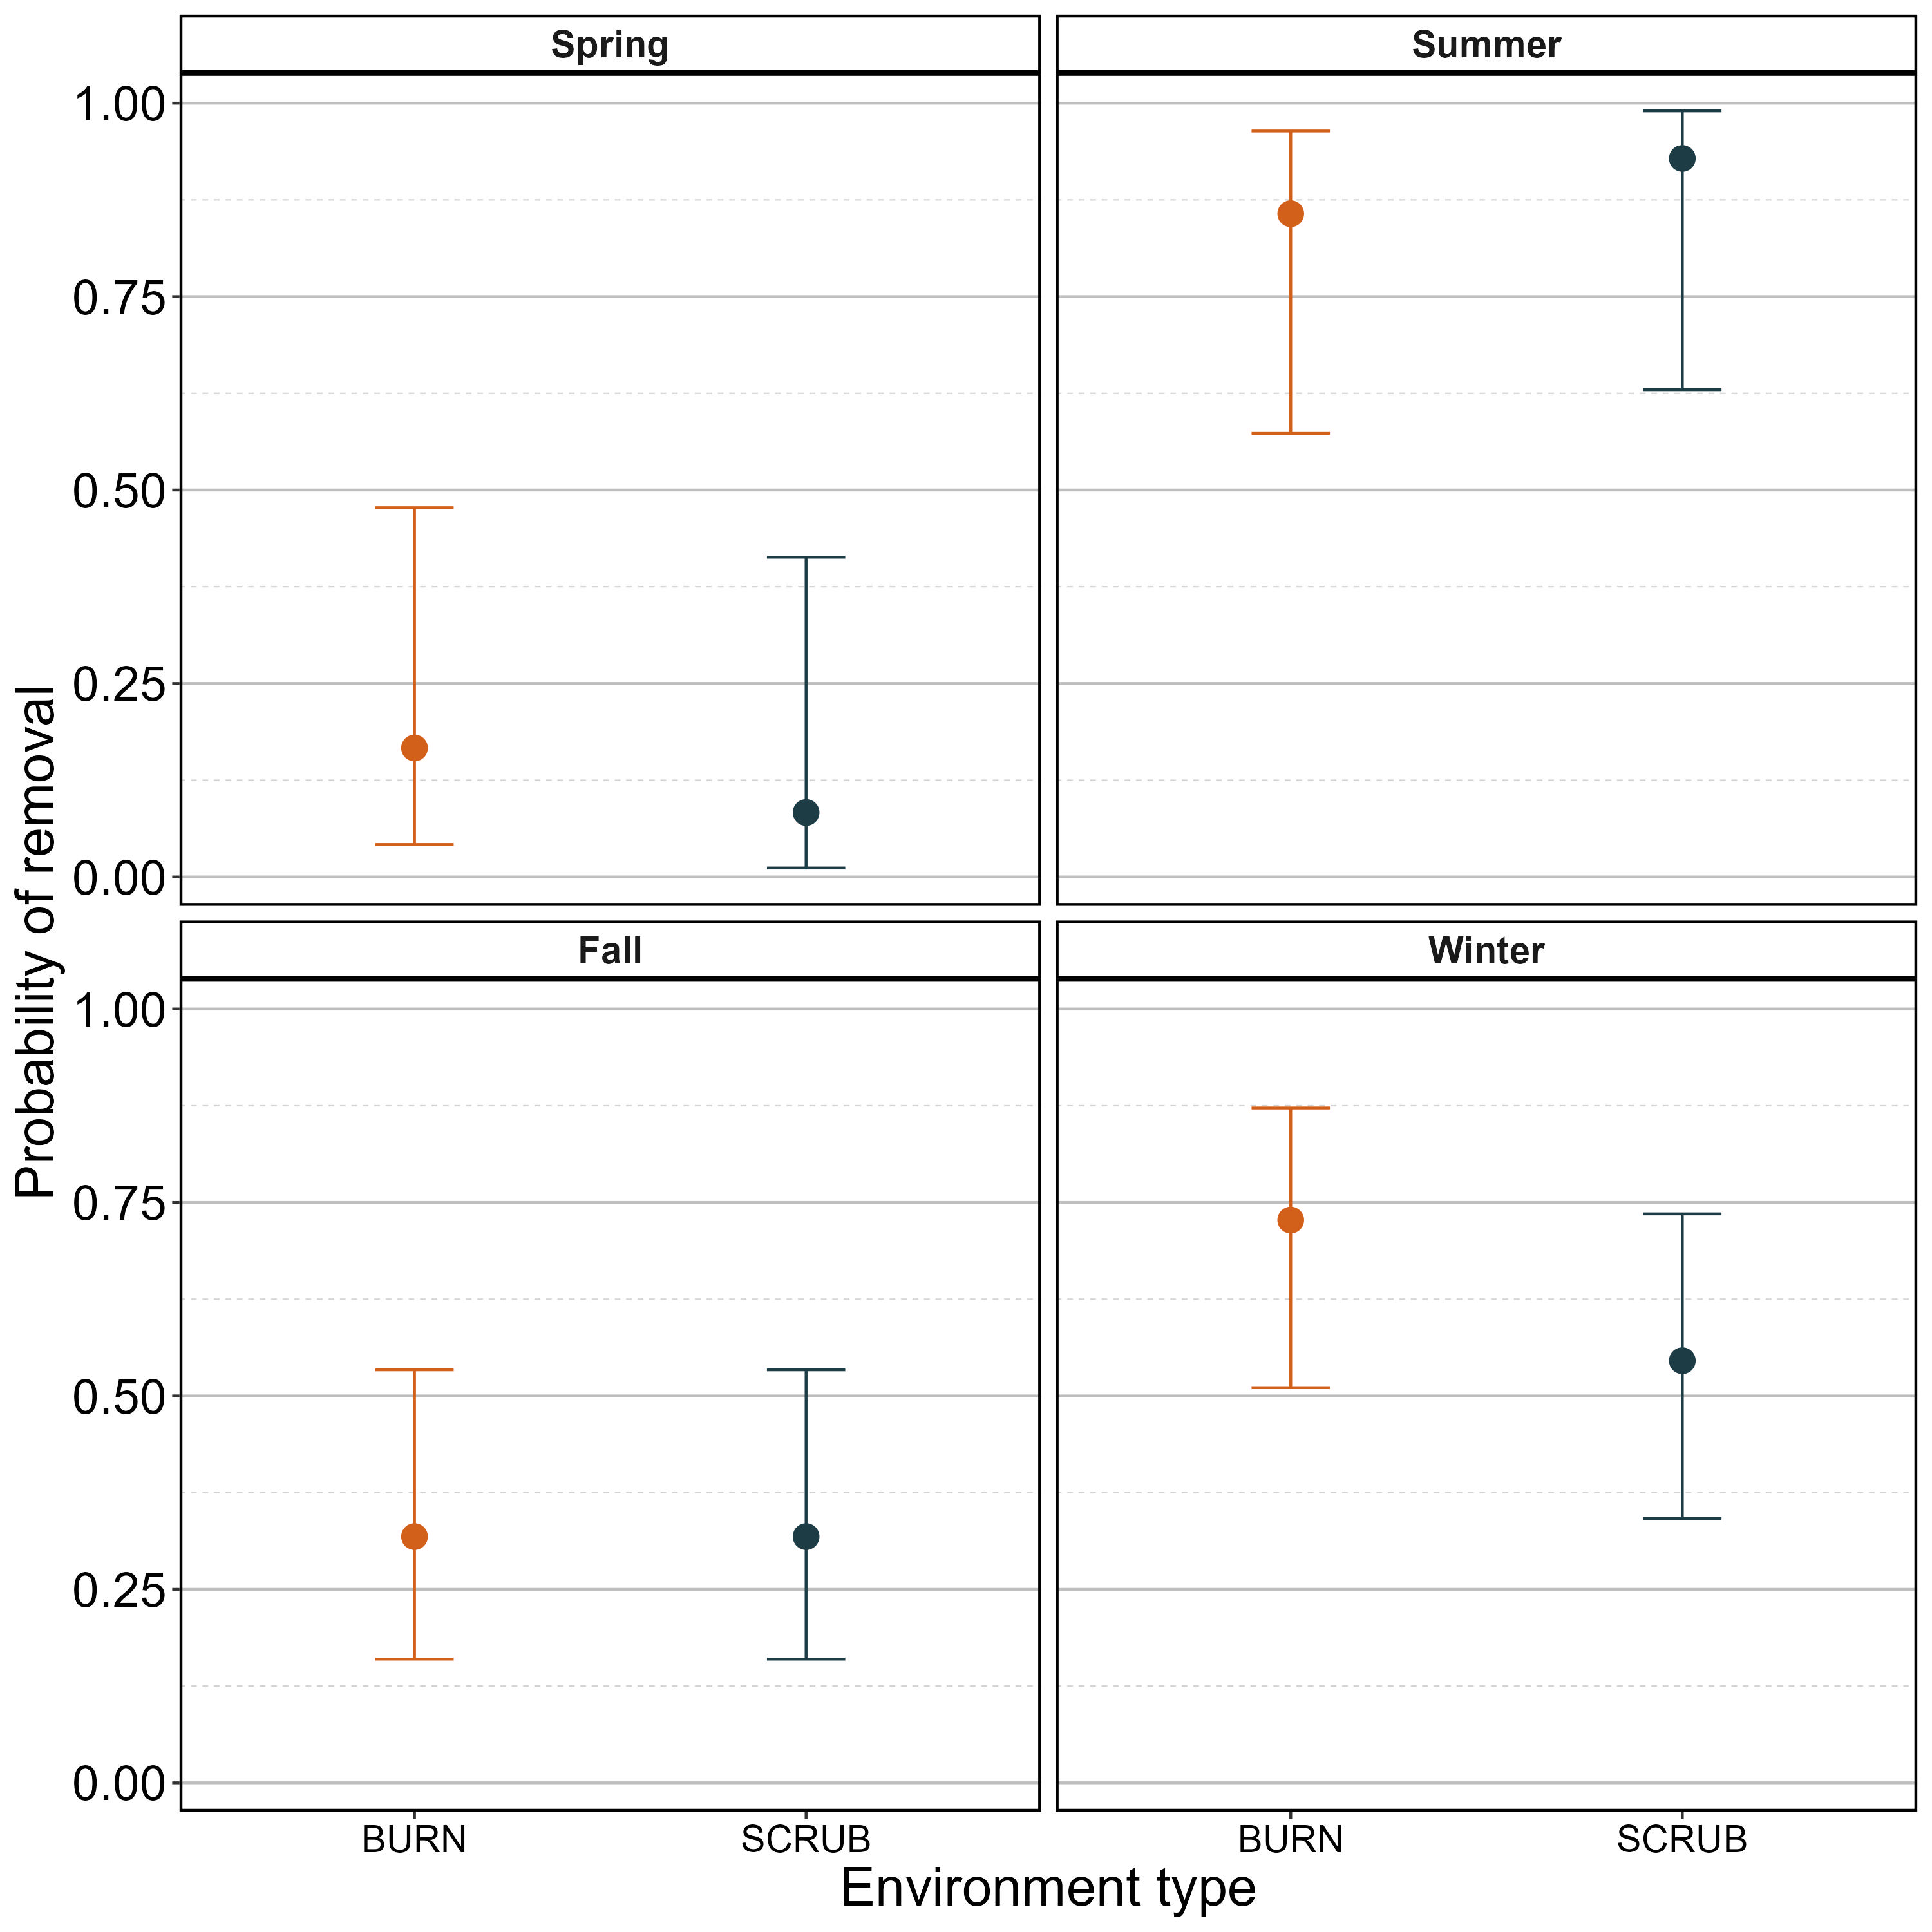 Spring
Summer
1.00
0.75
0.50
0.25
0.00
Fall
Winter
1.00
0.75
0.50
0.25
0.00
BURN
SCRUB
BURN
SCRUB
Environment type
Probability of removal